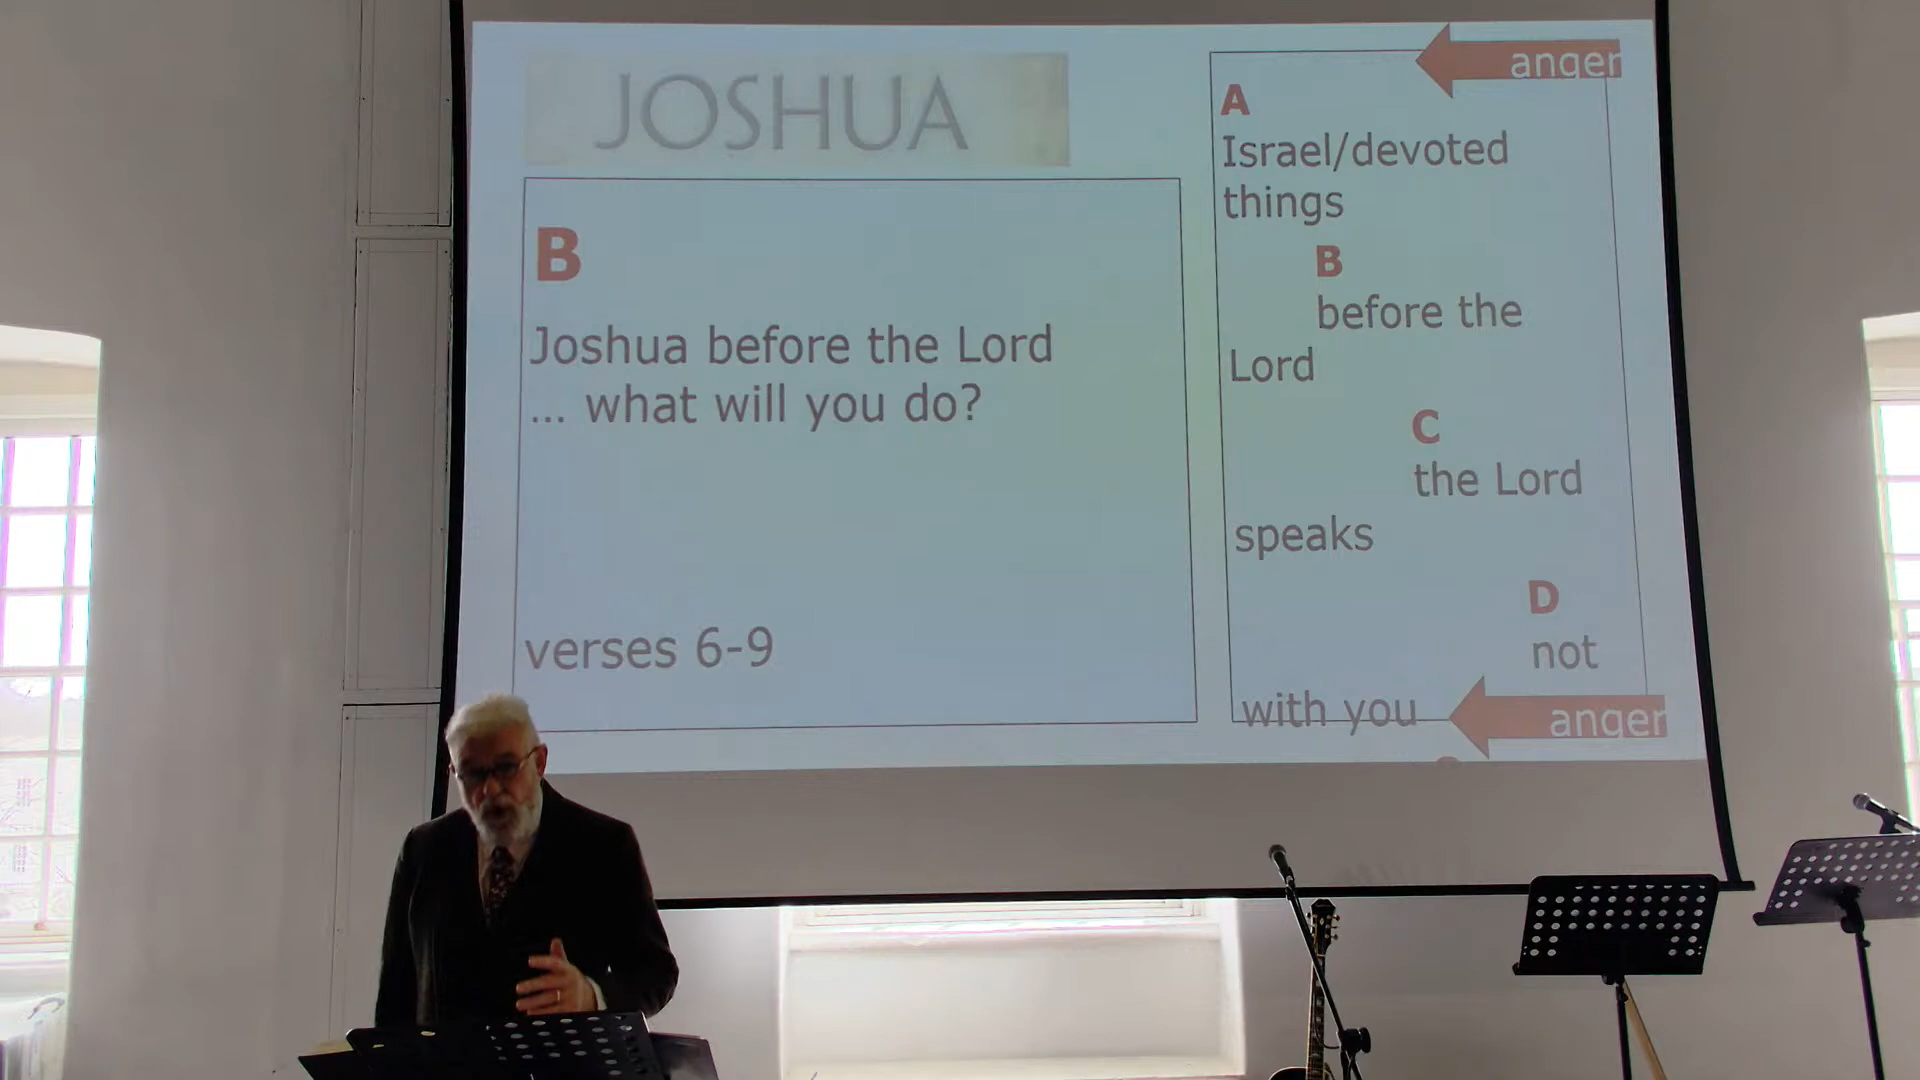 JOSHUA
B
Joshua before the Lord
... what will you do?
verses 6-9
anger
A
Israel/devoted
things
B
before the
Lord
C
the Lord
speaks
D
not
with you
anger